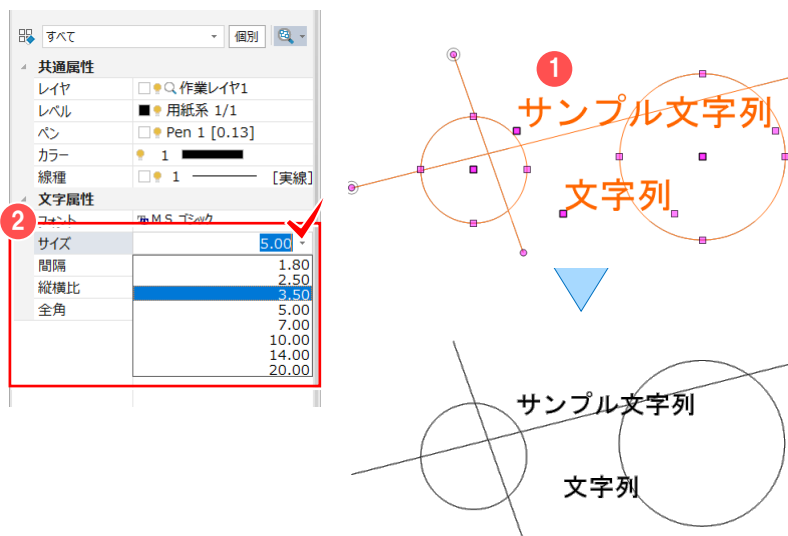 すべて
個別
共通属性
レイヤ 作業レイヤ1
レベル 用紙系 1/1
ペン Pen 1 [0.13]
カラー 1
線種 1 [実線]
文字属性
フォント M S ゴシック
2
サイズ 5.00
間隔
縦横比
全角
1.80
2.50
3.50
5.00
7.00
10.00
14.00
20.00
1
サンプル文字列
文字列
サンプル文字列
文字列